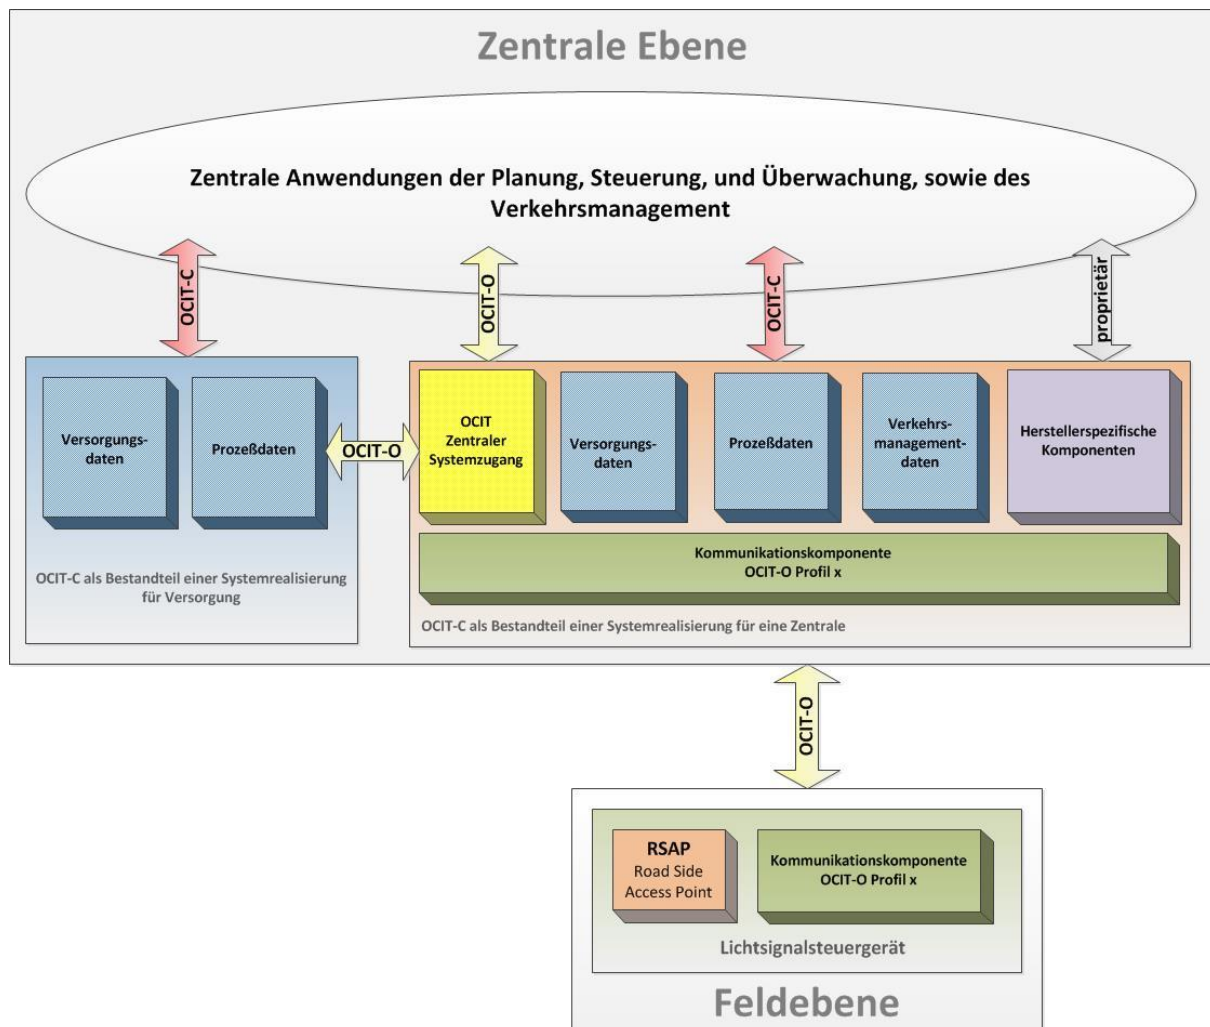 Zentrale Ebene
Zentrale Anwendungen der Planung, Steuerung, und Überwachung, sowie des
Verkehrsmanagement
OCIT-C
OCIT-O
OCIT-C
proprietär
Versorgungs-
daten
Prozeßdaten
OCIT-O
OCIT
Zentraler
Systemzugang
Versorgungs-
daten
Prozeßdaten
Verkehrs-
management-
daten
Herstellerspezifische
Komponenten
Kommunikationskomponente
OCIT-O Profil x
OCIT-C als Bestandteil einer Systemrealisierung
für Versorgung
OCIT-C als Bestandteil einer Systemrealisierung für eine Zentrale
OCIT-O
RSAP
Road Side
Access Point
Kommunikationskomponente
OCIT-O Profil x
Lichtsignalsteuergerät
Feldebene